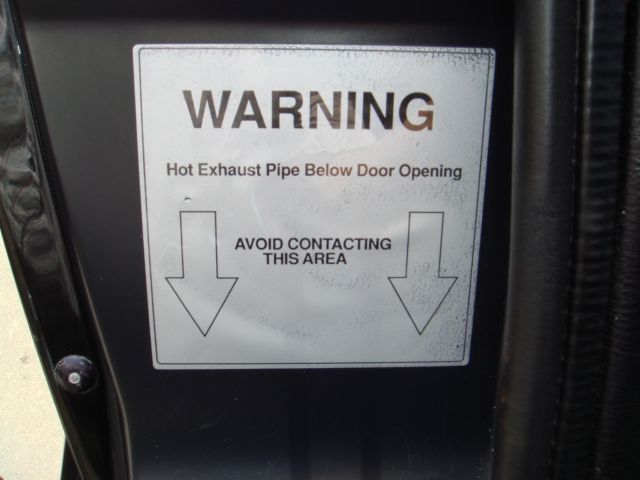 WARNING
Hot Exhaust Pipe Below Door Opening
AVOID CONTACTING
THIS AREA